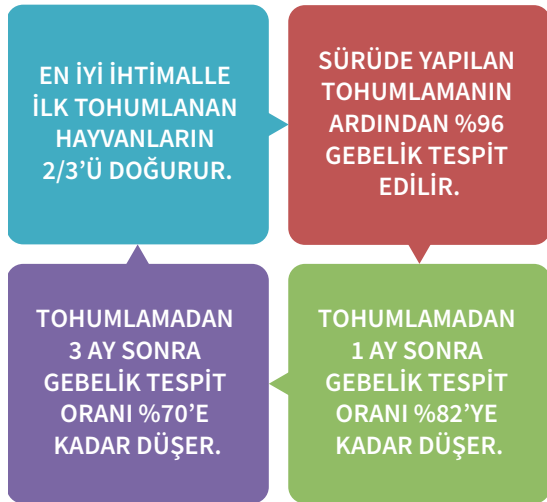 EN İYİ İHTİMALLE
İLK TOHUMLANAN
HAYVANLARIN
2/3'Ü DOĞURUR.
SÜRÜDE YAPILAN
TOHUMLAMANIN
ARDINDAN %96
GEBELİK TESPİT
EDİLİR.
TOHUMLAMADAN
3 AY SONRA
GEBELİK TESPİT
ORANI %70'E
KADAR DÜŞER.
TOHUMLAMADAN
1 AY SONRA
GEBELİK TESPİT
ORANI %82'YE
KADAR DÜŞER.